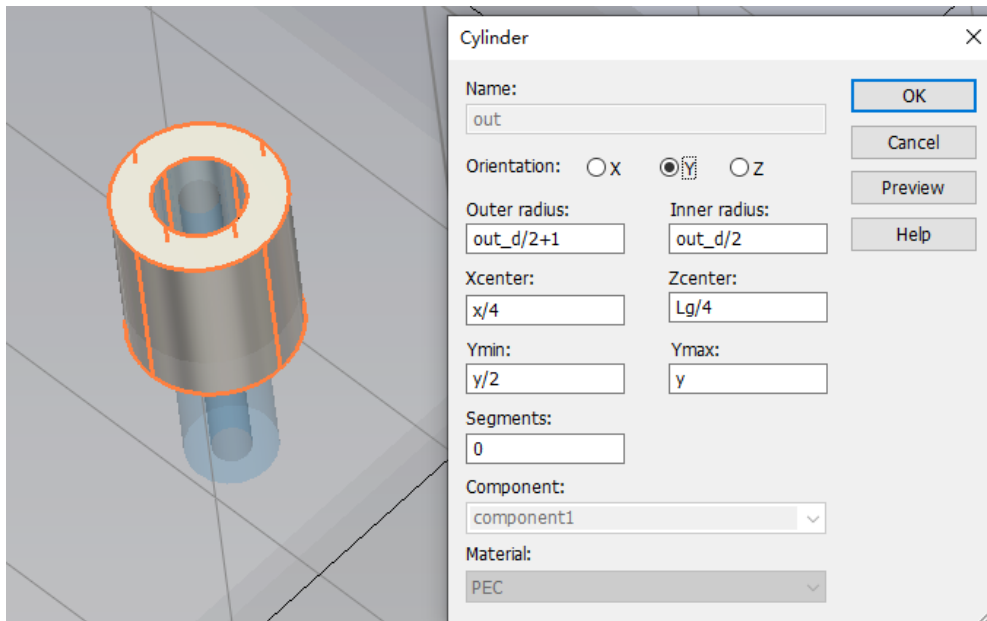 Cylinder
Name:
out
OK
Cancel
Orientation: X Y Z
Preview
Outer radius: Inner radius:
out_d/2+1 out_d/2
Help
Xcenter: Zcenter:
x/4 Lg/4
Ymin: Ymax:
y/2 y
Segments:
0
Component:
component1
Material:
PEC